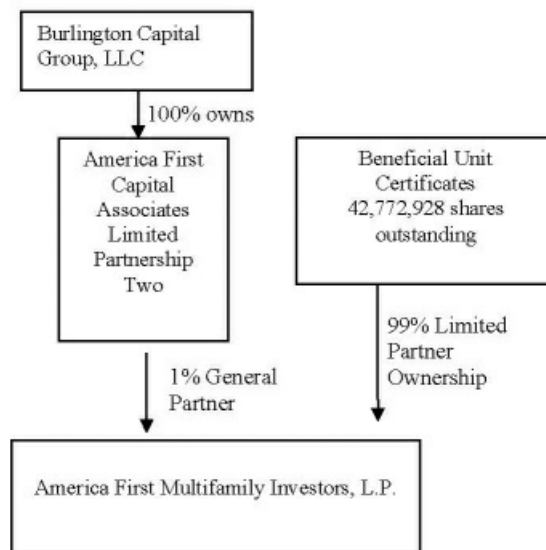 Burlington Capital
Group, LLC
100% owns
America First
Capital
Associates
Limited
Partnership
Two
Beneficial Unit
Certificates
42,772,928 shares
outstanding
1% General
Partner
99% Limited
Partner
Ownership
America First Multifamily Investors, L.P.